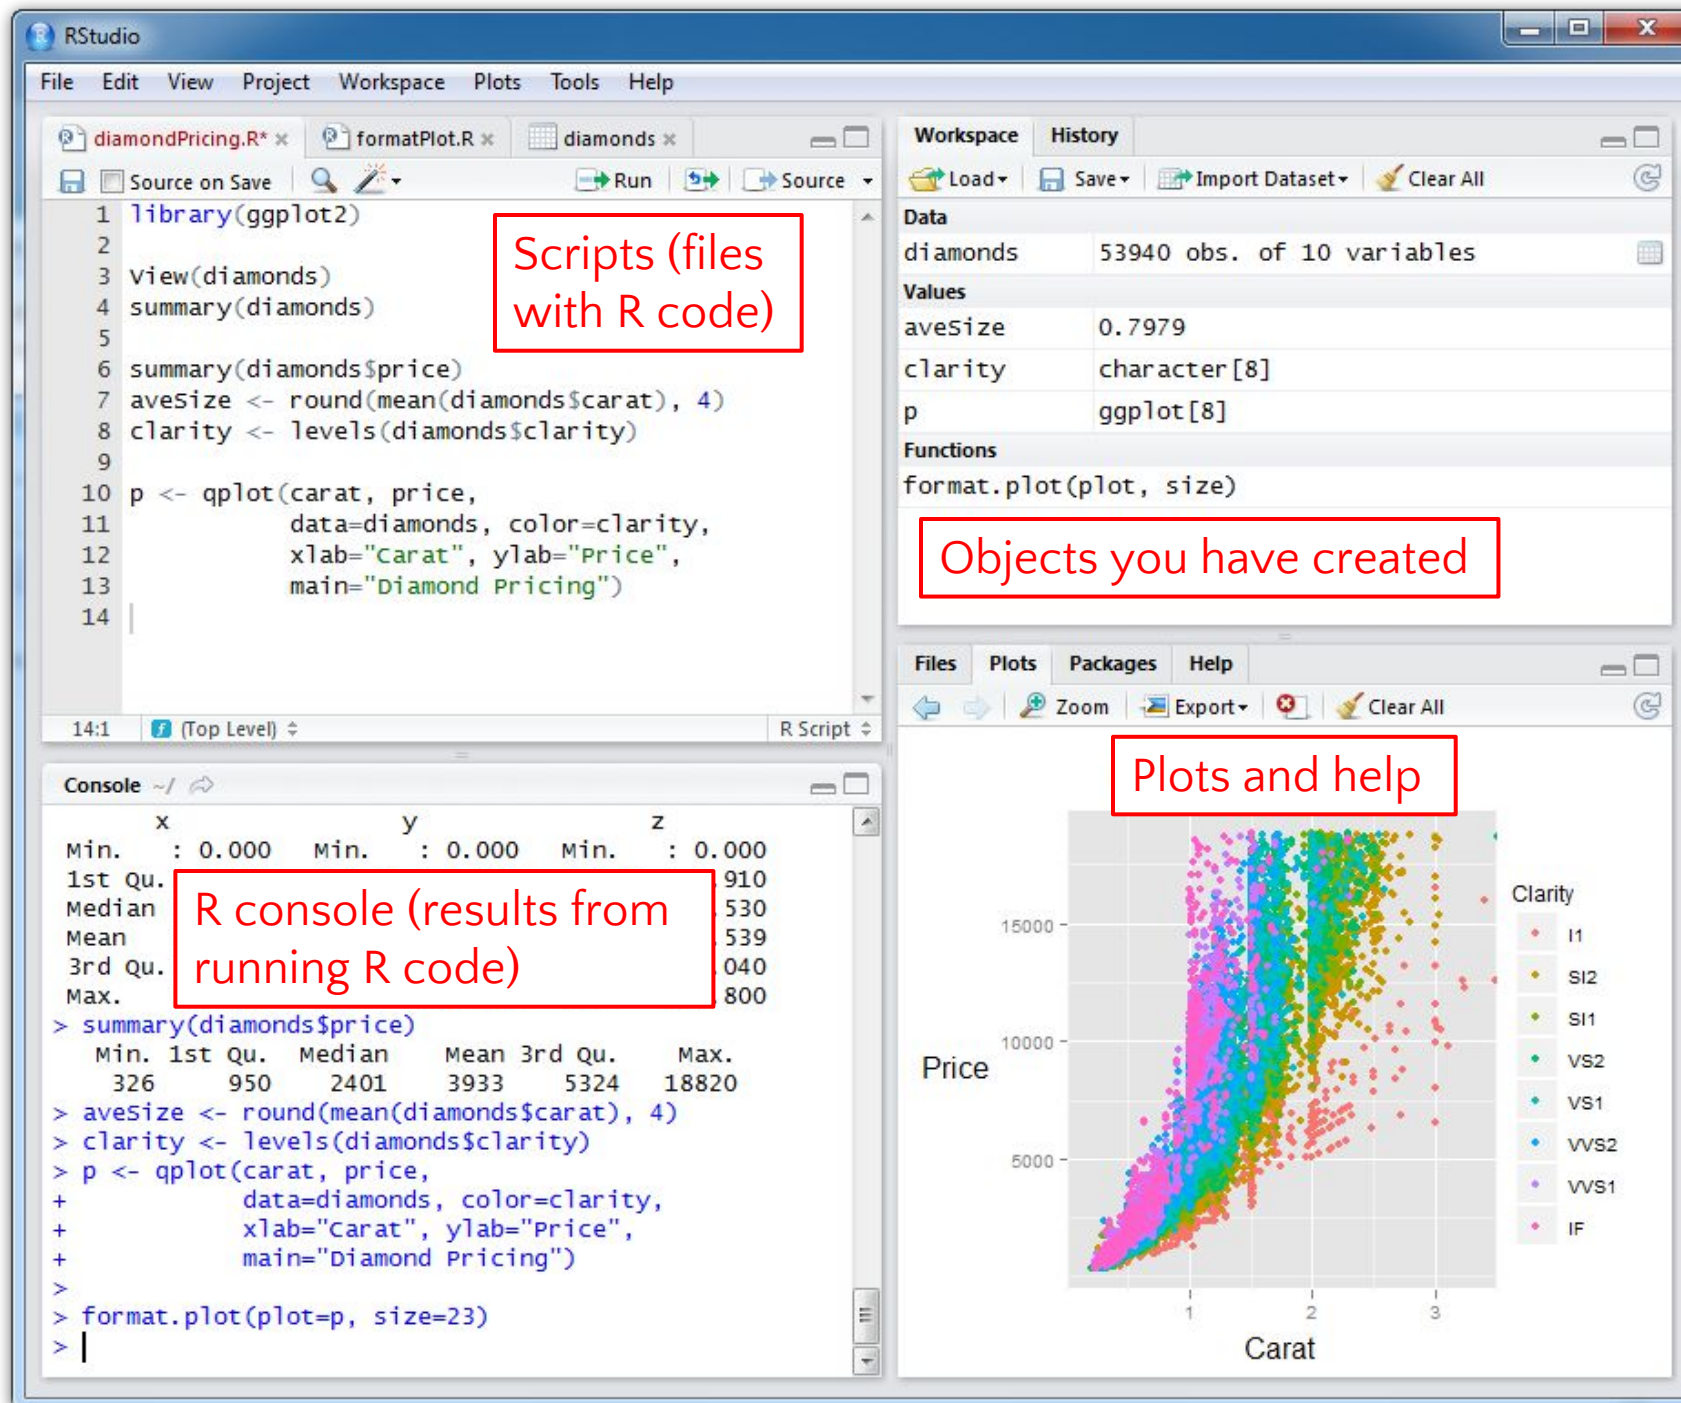 RStudio
File Edit View Project Workspace Plots Tools Help
diamondPricing.R* formatPlot.R diamonds
Source on Save Run Source
1 library(ggplot2)
2
3 View(diamonds)
4 summary(diamonds)
5
6 summary(diamonds$price)
7 aveSize <- round(mean(diamonds$carat), 4)
8 clarity <- levels(diamonds$clarity)
9
10 p <- qplot(carat, price,
11 data=diamonds, color=clarity,
12 xlab="Carat", ylab="Price",
13 main="Diamond Pricing")
14
Scripts (files
with R code)
14:1 (Top Level) R Script
Console ~/
x y z
Min. : 0.000 Min. : 0.000 Min. : 0.000
1st Qu. .910
Median .530
Mean .539
3rd Qu. .040
Max. .800
R console (results from
running R code)
> summary(diamonds$price)
Min. 1st Qu. Median Mean 3rd Qu. Max.
326 950 2401 3933 5324 18820
> aveSize <- round(mean(diamonds$carat), 4)
> clarity <- levels(diamonds$clarity)
> p <- qplot(carat, price,
+ data=diamonds, color=clarity,
+ xlab="Carat", ylab="Price",
+ main="Diamond Pricing")
>
> format.plot(plot=p, size=23)
>
Workspace History
Load Save Import Dataset Clear All
Data
diamonds 53940 obs. of 10 variables
Values
aveSize 0.7979
clarity character[8]
p ggplot[8]
Functions
format.plot(plot, size)
Objects you have created
Files Plots Packages Help
Zoom Export Clear All
Plots and help
Price
15000
10000
5000
1 2 3
Carat
Clarity
I1
SI2
SI1
VS2
VS1
VVS2
VVS1
IF